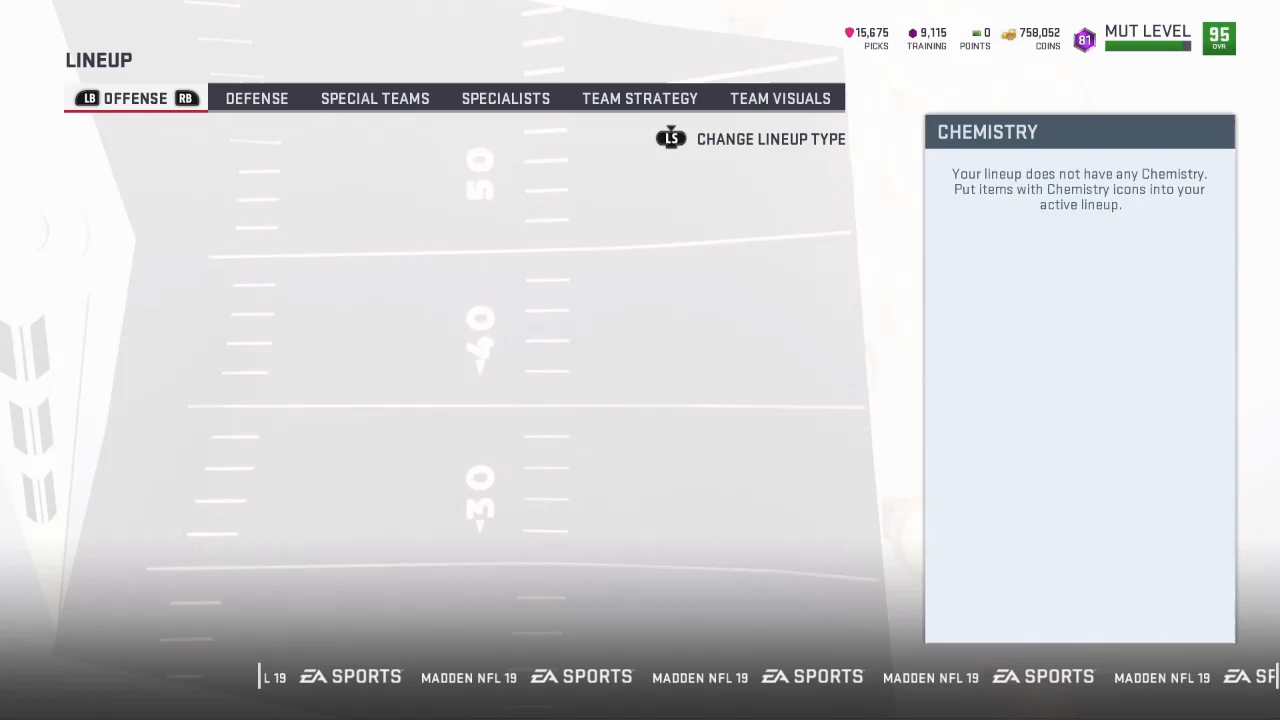 15,675 PICKS
9,115 TRAINING
0 POINTS
758,052 COINS
81
MUT LEVEL
95 OVR
LINEUP
LB OFFENSE RB DEFENSE SPECIAL TEAMS SPECIALISTS TEAM STRATEGY TEAM VISUALS
LS CHANGE LINEUP TYPE
CHEMISTRY
Your lineup does not have any Chemistry.
Put items with Chemistry icons into your
active lineup.
50
40
30
L 19 EA SPORTS MADDEN NFL 19 EA SPORTS MADDEN NFL 19 EA SPORTS MADDEN NFL 19 EA SPORTS MADDEN NFL 19 EA SP